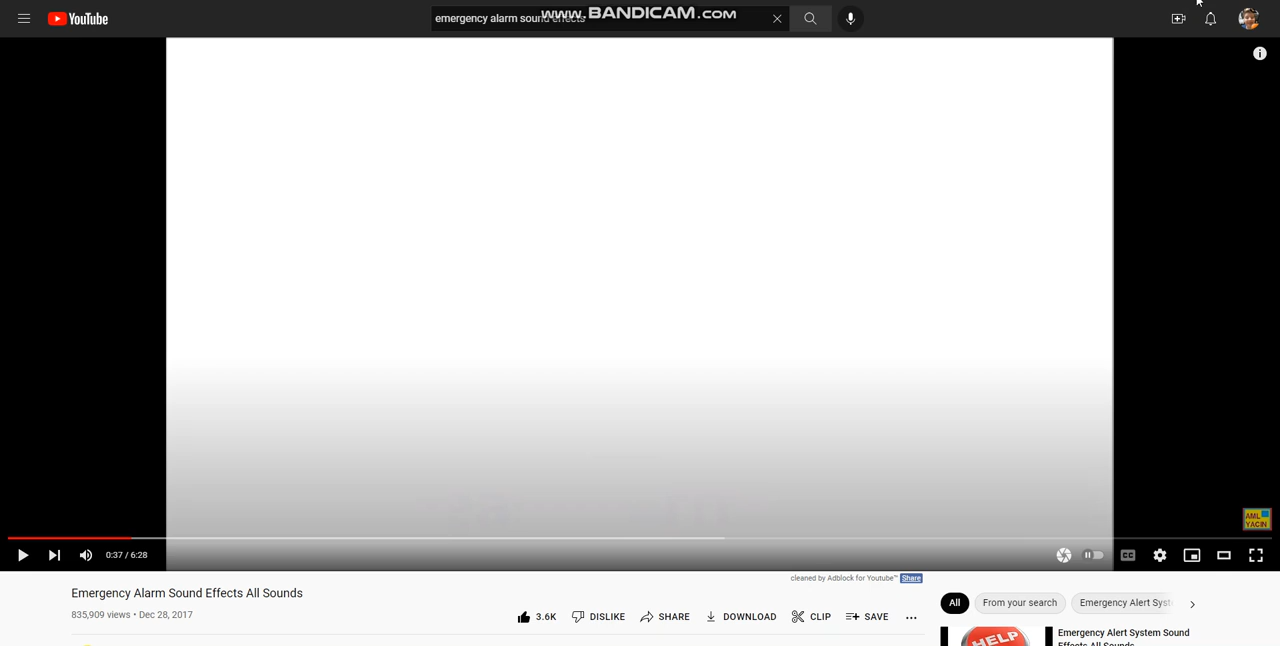 YouTube
emergency alarm sound effects
www.BANDICAM.com
AML
YACIN
0:37 / 6:28
CC
cleaned by Adblock for Youtube™ Share
Emergency Alarm Sound Effects All Sounds
835,909 views • Dec 28, 2017
3.6K DISLIKE SHARE DOWNLOAD CLIP SAVE
All From your search Emergency Alert Syst
HELP
Emergency Alert System Sound
Effects All Sounds